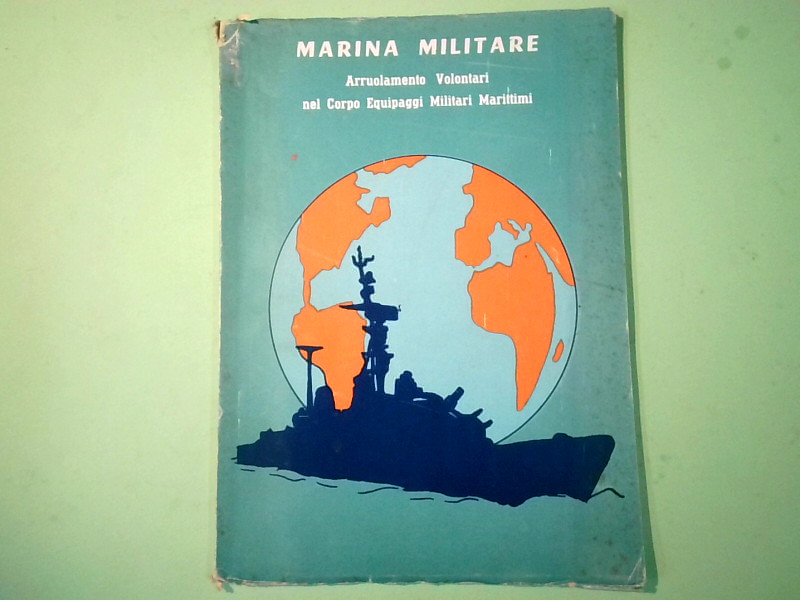 MARINA MILITARE
Arruolamento Volontari
nel Corpo Equipaggi Militari Marittimi